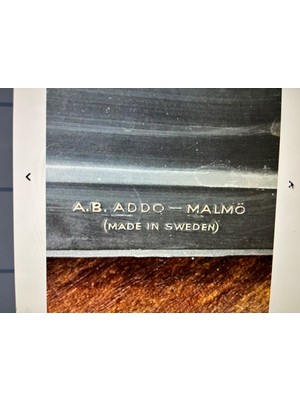 A.B. ADDO — MALMÖ
(MADE IN SWEDEN)